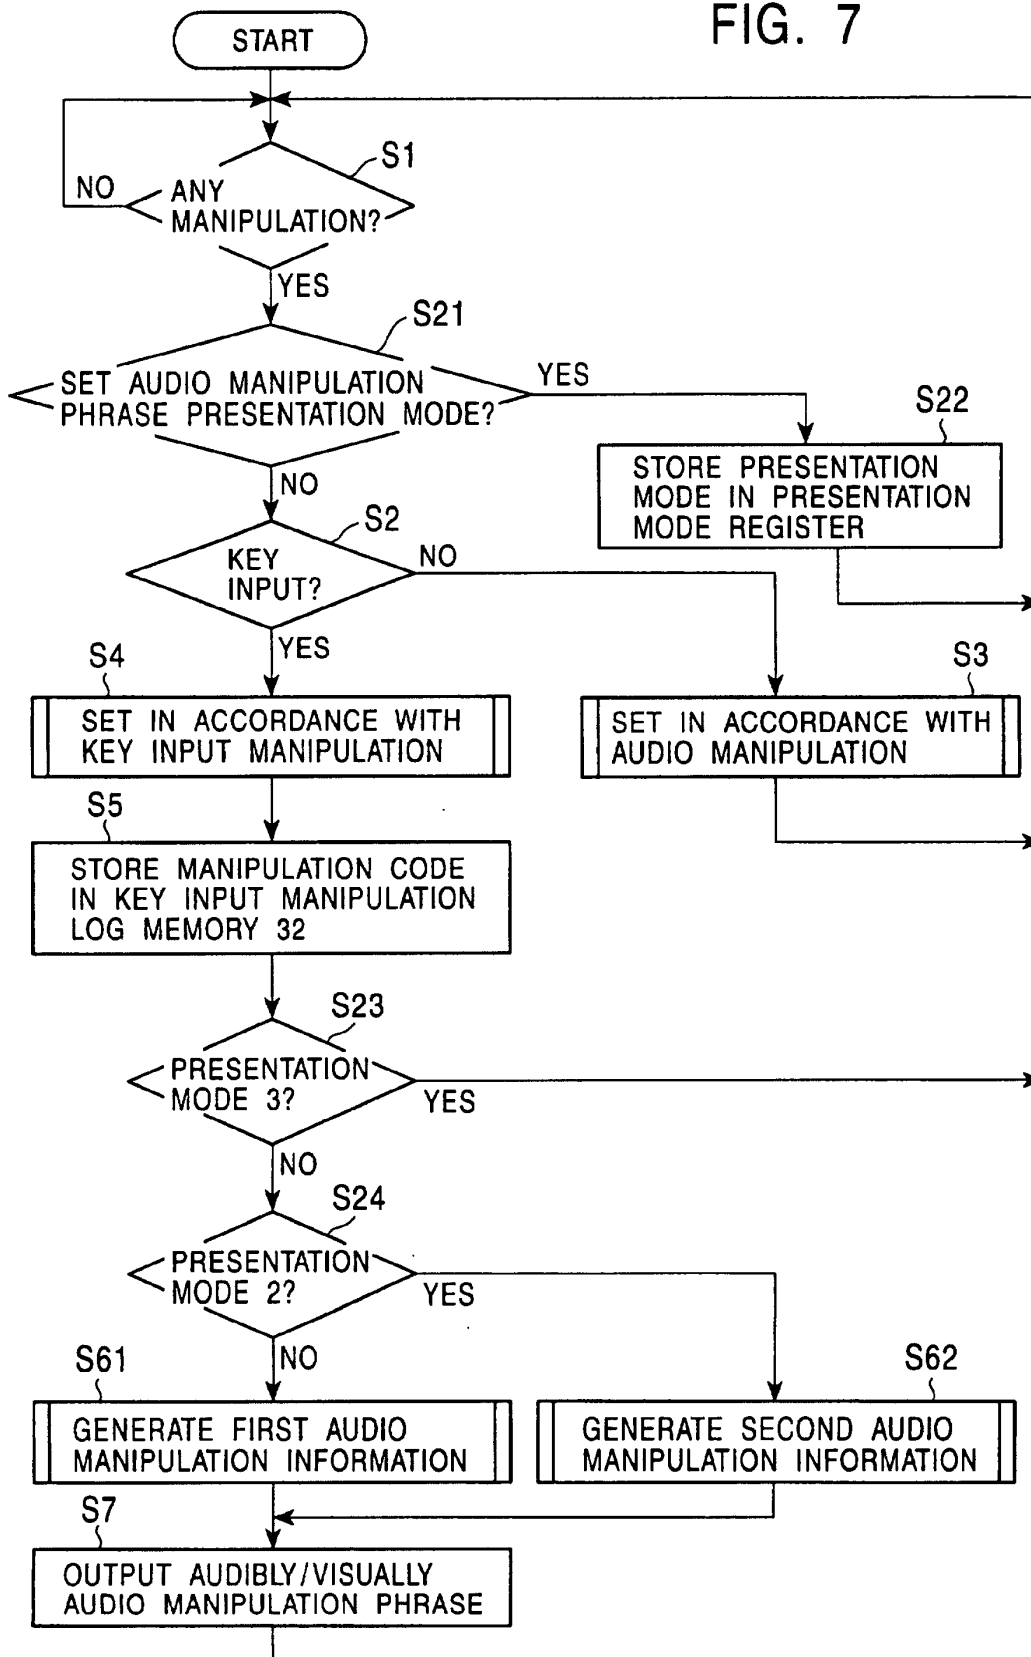 FIG. 7
START
S1
NO
ANY
MANIPULATION?
YES
S21
SET AUDIO MANIPULATION
PHRASE PRESENTATION MODE?
YES
S22
STORE PRESENTATION
MODE IN PRESENTATION
MODE REGISTER
NO
S2
KEY
INPUT?
NO
YES
S4
SET IN ACCORDANCE WITH
KEY INPUT MANIPULATION
S3
SET IN ACCORDANCE WITH
AUDIO MANIPULATION
S5
STORE MANIPULATION CODE
IN KEY INPUT MANIPULATION
LOG MEMORY 32
S23
PRESENTATION
MODE 3?
YES
NO
S24
PRESENTATION
MODE 2?
YES
NO
S61
GENERATE FIRST AUDIO
MANIPULATION INFORMATION
S62
GENERATE SECOND AUDIO
MANIPULATION INFORMATION
S7
OUTPUT AUDIBLY/VISUALLY
AUDIO MANIPULATION PHRASE